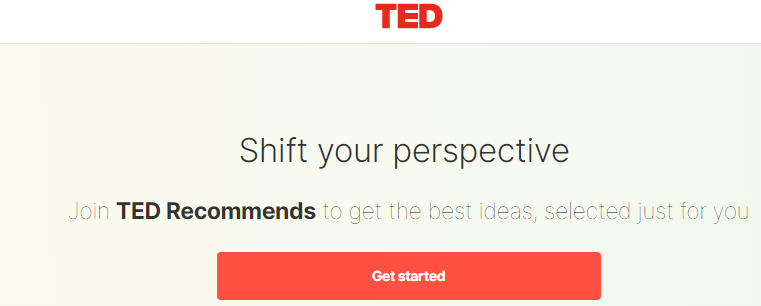 TED
Shift your perspective
Join TED Recommends to get the best ideas, selected just for you
Get started